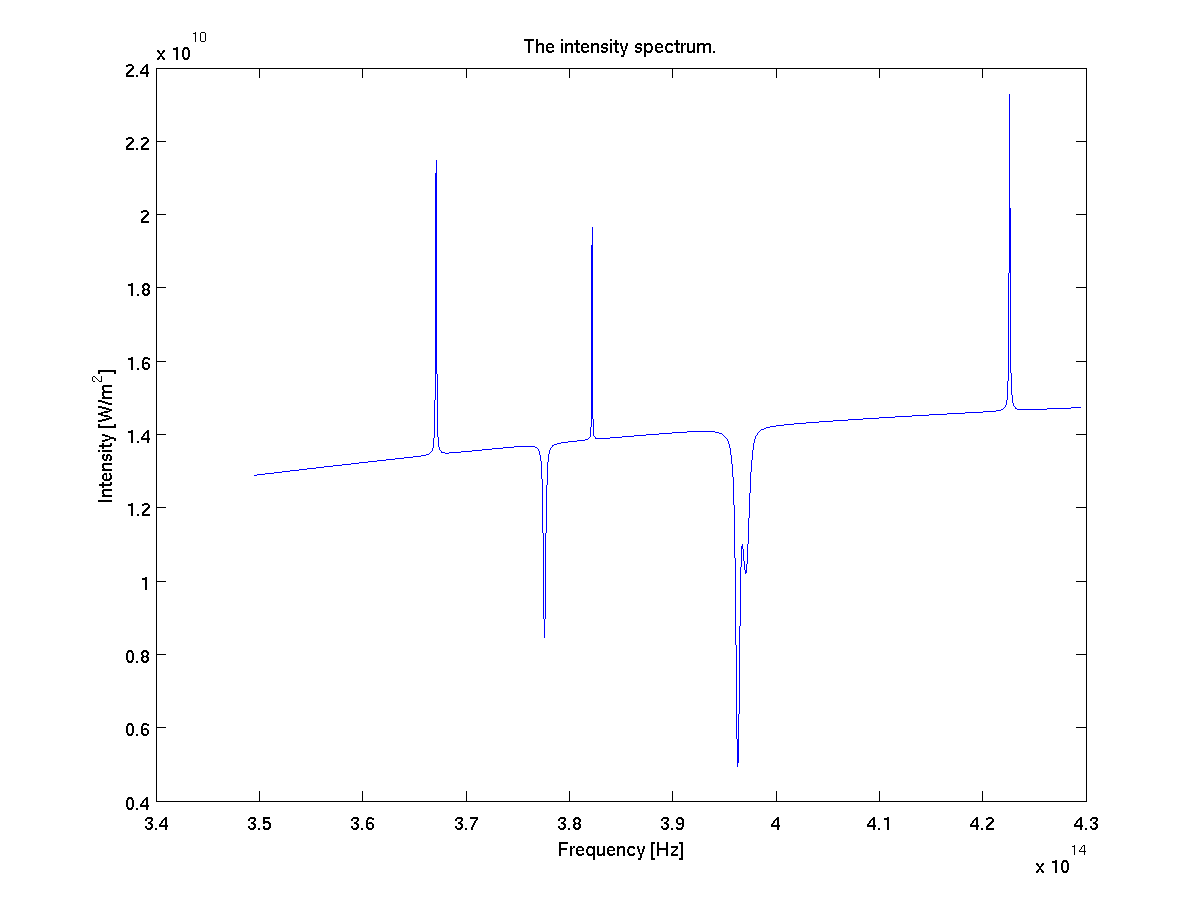 The intensity spectrum.
x 10^10
2.4
2.2
2
1.8
1.6
1.4
1.2
1
0.8
0.6
0.4
Intensity [W/m^2]
3.4 3.5 3.6 3.7 3.8 3.9 4 4.1 4.2 4.3
Frequency [Hz]
x 10^14